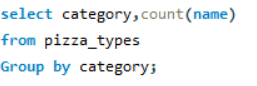 select category,count(name)
from pizza_types
Group by category;